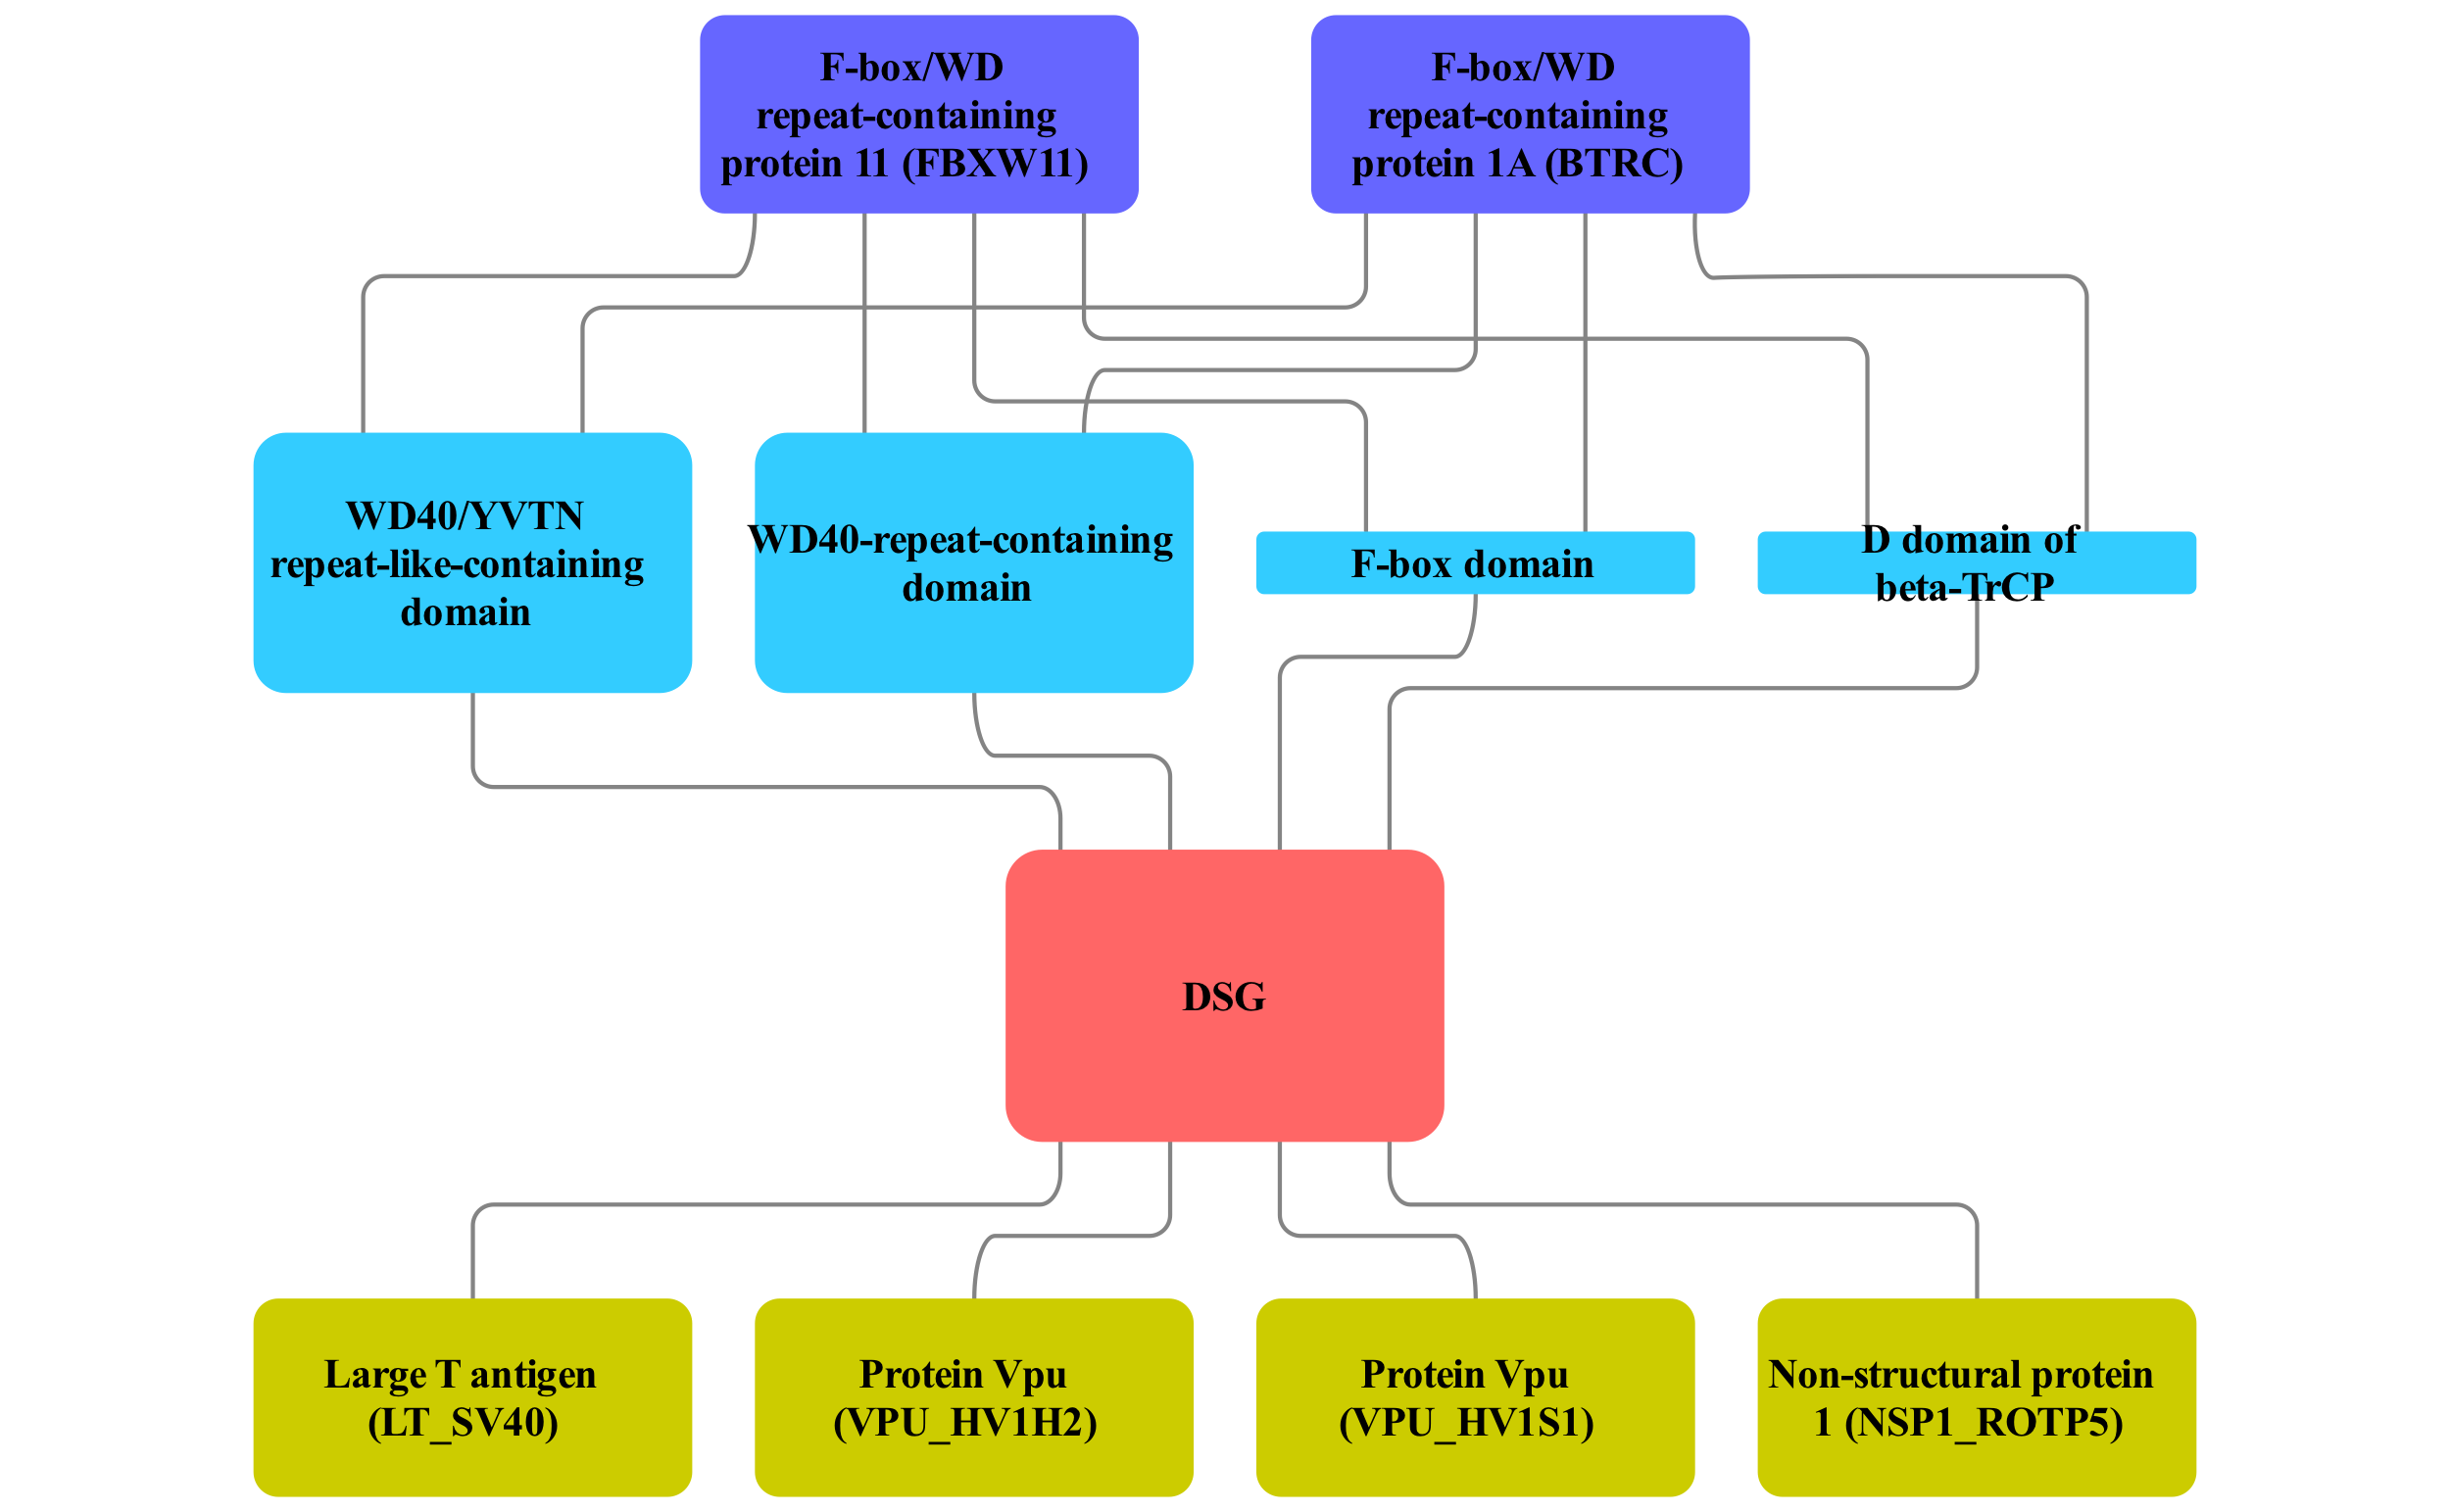 F-box/WD
repeat-containing
protein 11 (FBXW11)
F-box/WD
repeat-containing
protein 1A (BTRC)
WD40/YVTN
repeat-like-containing
domain
WD40-repeat-containing
domain
F-box domain
D domain of
beta-TrCP
DSG
Large T antigen
(LT_SV40)
Protein Vpu
(VPU_HV1H2)
Protein Vpu
(VPU_HV1S1)
Non-structural protein
1 (NSP1_ROTP5)